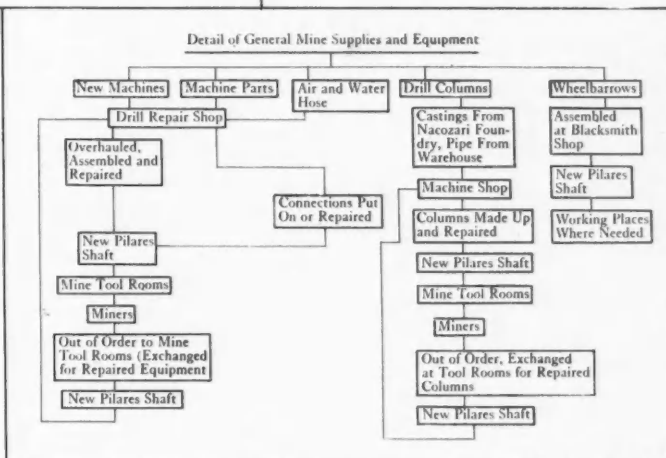 Detail of General Mine Supplies and Equipment
New Machines
Machine Parts
Air and Water
Hose
Drill Columns
Wheelbarrows
Drill Repair Shop
Castings From
Nacozari Foun-
dry, Pipe From
Warehouse
Assembled
at Blacksmith
Shop
Overhauled,
Assembled and
Repaired
New Pilares
Shaft
Machine Shop
Connections Put
On or Repaired
Columns Made Up
and Repaired
Working Places
Where Needed
New Pilares
Shaft
New Pilares Shaft
Mine Tool Rooms
Mine Tool Rooms
Miners
Miners
Out of Order to Mine
Tool Rooms (Exchanged
for Repaired Equipment
Out of Order, Exchanged
at Tool Rooms for Repaired
Columns
New Pilares Shaft
New Pilares Shaft